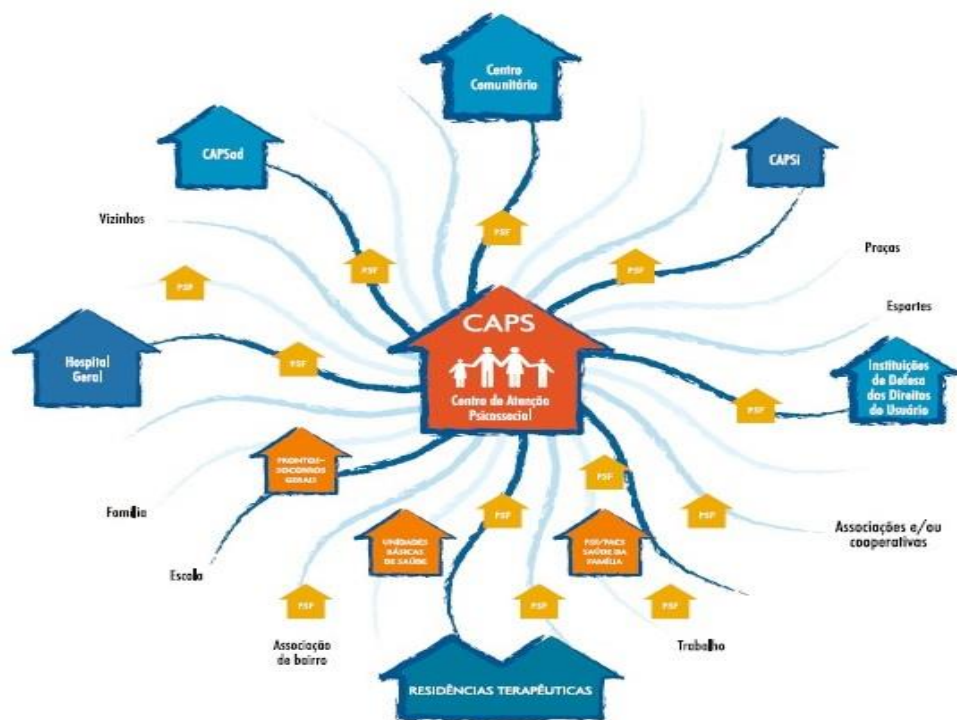 Centro
Comunitário
CAPSad
CAPSi
Vizinhos
PSF
PSF
PSF
PSF
Praças
Esportes
CAPS
Centro de Atenção
Psicossocial
Hospital
Geral
PSF
Instituições
de Defesa
dos Direitos
do Usuário
PSF
PRONTOS-
SOCORROS
GERAIS
PSF
Família
PSF
PSF
UNIDADES
BÁSICAS
DE SAÚDE
PSF/PACS
SAÚDE DA
FAMÍLIA
Associações e/ou
cooperativas
Escola
PSF
PSF
PSF
Associação
de bairro
Trabalho
RESIDÊNCIAS TERAPÊUTICAS